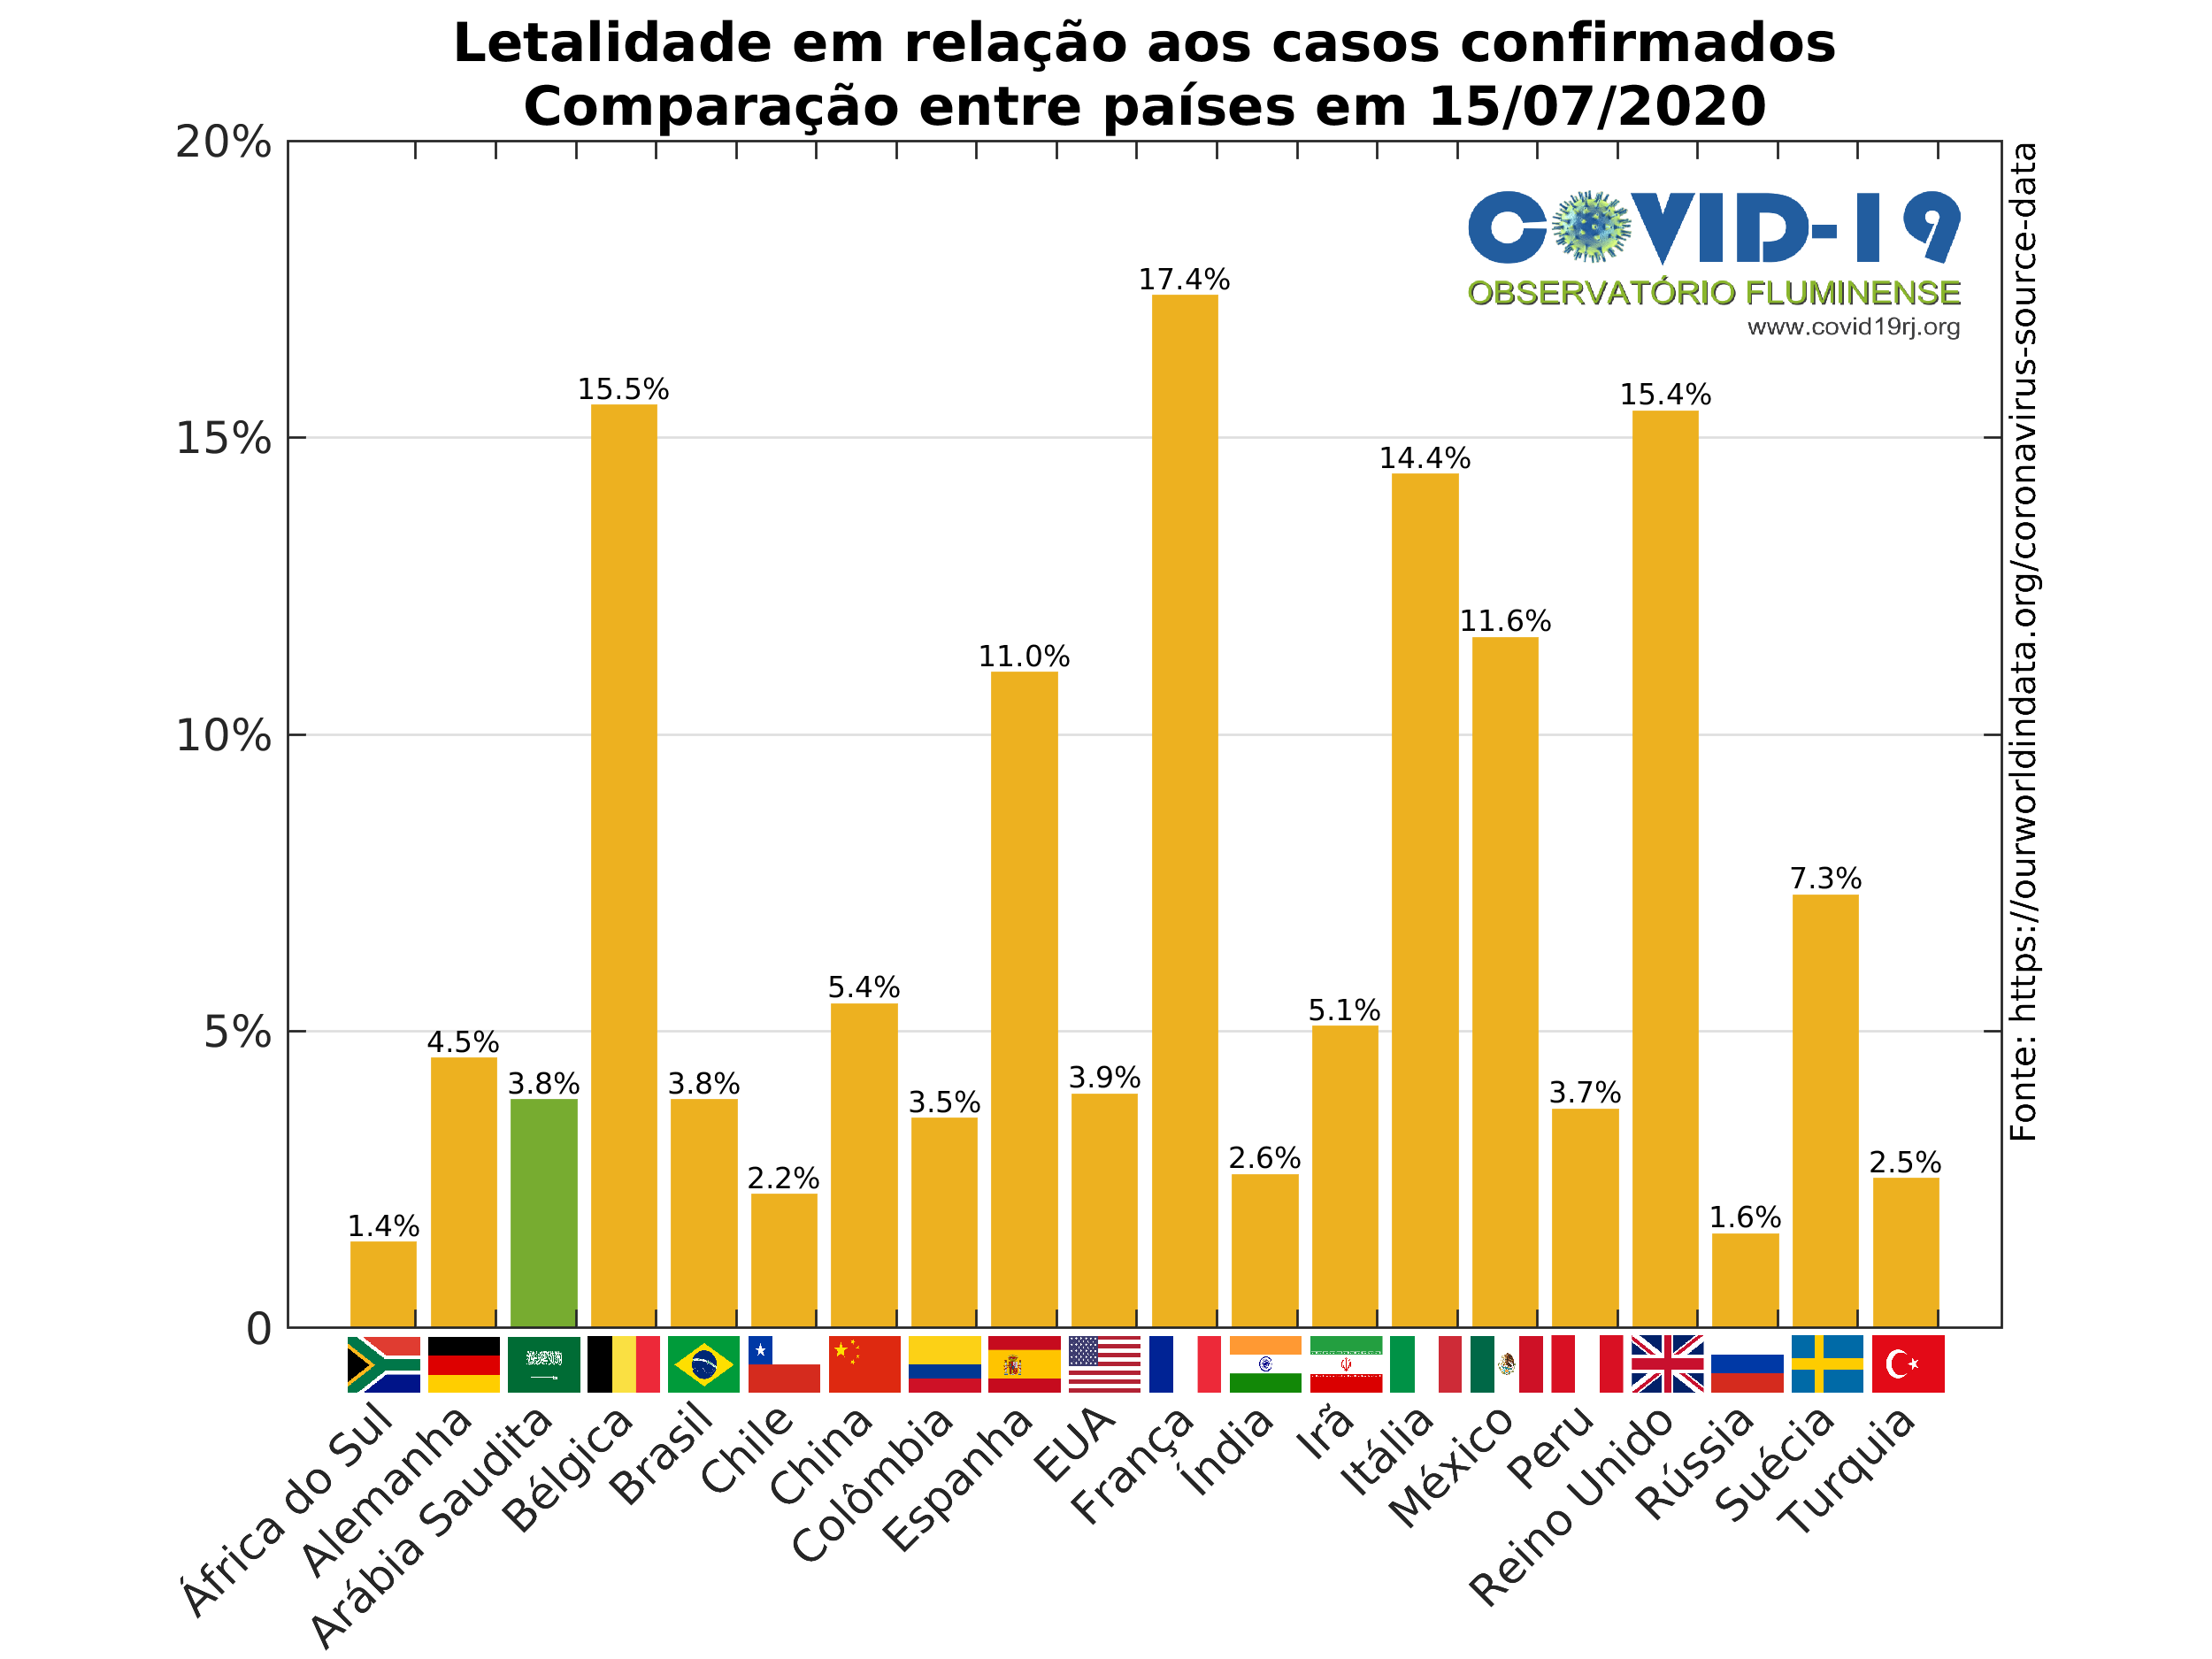 Letalidade em relação aos casos confirmados
Comparação entre países em 15/07/2020
20%
15%
10%
5%
0
COVID-19
OBSERVATÓRIO FLUMINENSE
www.covid19rj.org
1.4%
4.5%
3.8%
15.5%
3.8%
2.2%
5.4%
3.5%
11.0%
3.9%
17.4%
2.6%
5.1%
14.4%
11.6%
3.7%
15.4%
1.6%
7.3%
2.5%
África do Sul
Alemanha
Arábia Saudita
Bélgica
Brasil
Chile
China
Colômbia
Espanha
EUA
França
Índia
Irã
Itália
México
Peru
Reino Unido
Rússia
Suécia
Turquia
Fonte: https://ourworldindata.org/coronavirus-source-data